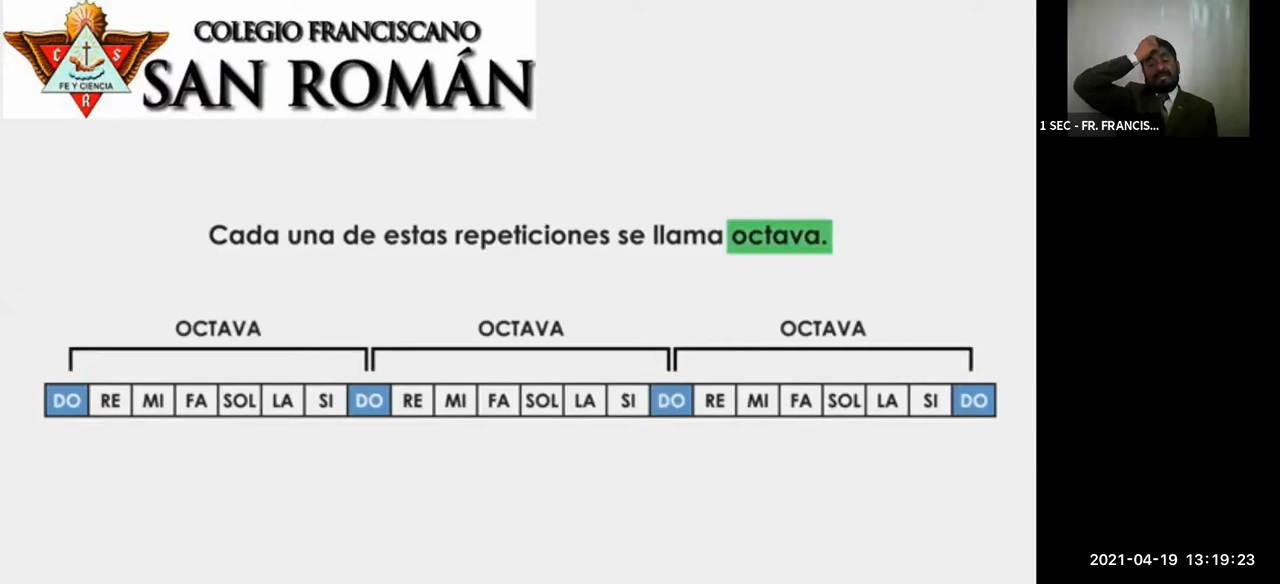 COLEGIO FRANCISCANO
SAN ROMÁN
C S
FE Y CIENCIA
R
1 SEC - FR. FRANCIS...
Cada una de estas repeticiones se llama octava.
OCTAVA OCTAVA OCTAVA
DO RE MI FA SOL LA SI DO RE MI FA SOL LA SI DO RE MI FA SOL LA SI DO
2021-04-19 13:19:23